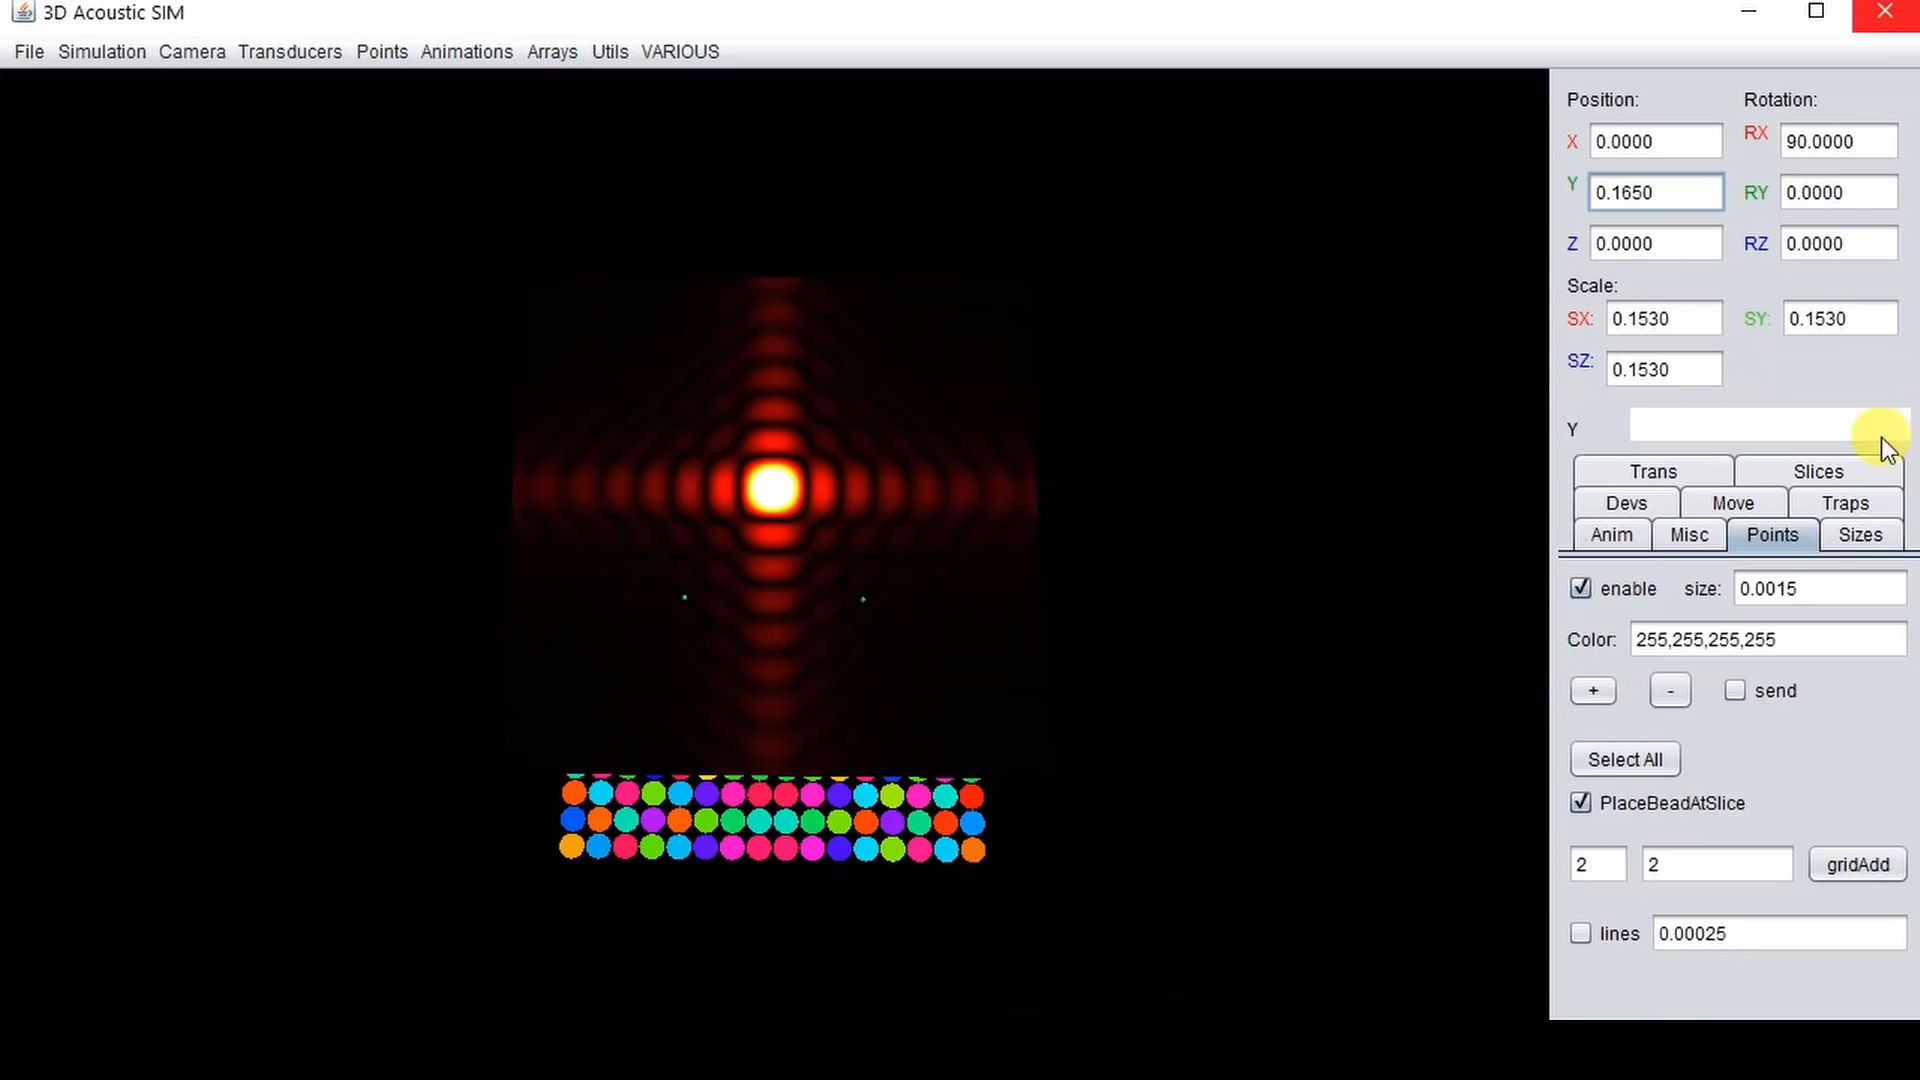 3D Acoustic SIM
File Simulation Camera Transducers Points Animations Arrays Utils VARIOUS
Position: Rotation:
X 0.0000 RX 90.0000
Y 0.1650 RY 0.0000
Z 0.0000 RZ 0.0000
Scale:
SX: 0.1530 SY: 0.1530
SZ: 0.1530
Y
Trans Slices
Devs Move Traps
Anim Misc Points Sizes
enable size: 0.0015
Color: 255,255,255,255
+ - send
Select All
PlaceBeadAtSlice
2 2 gridAdd
lines 0.00025